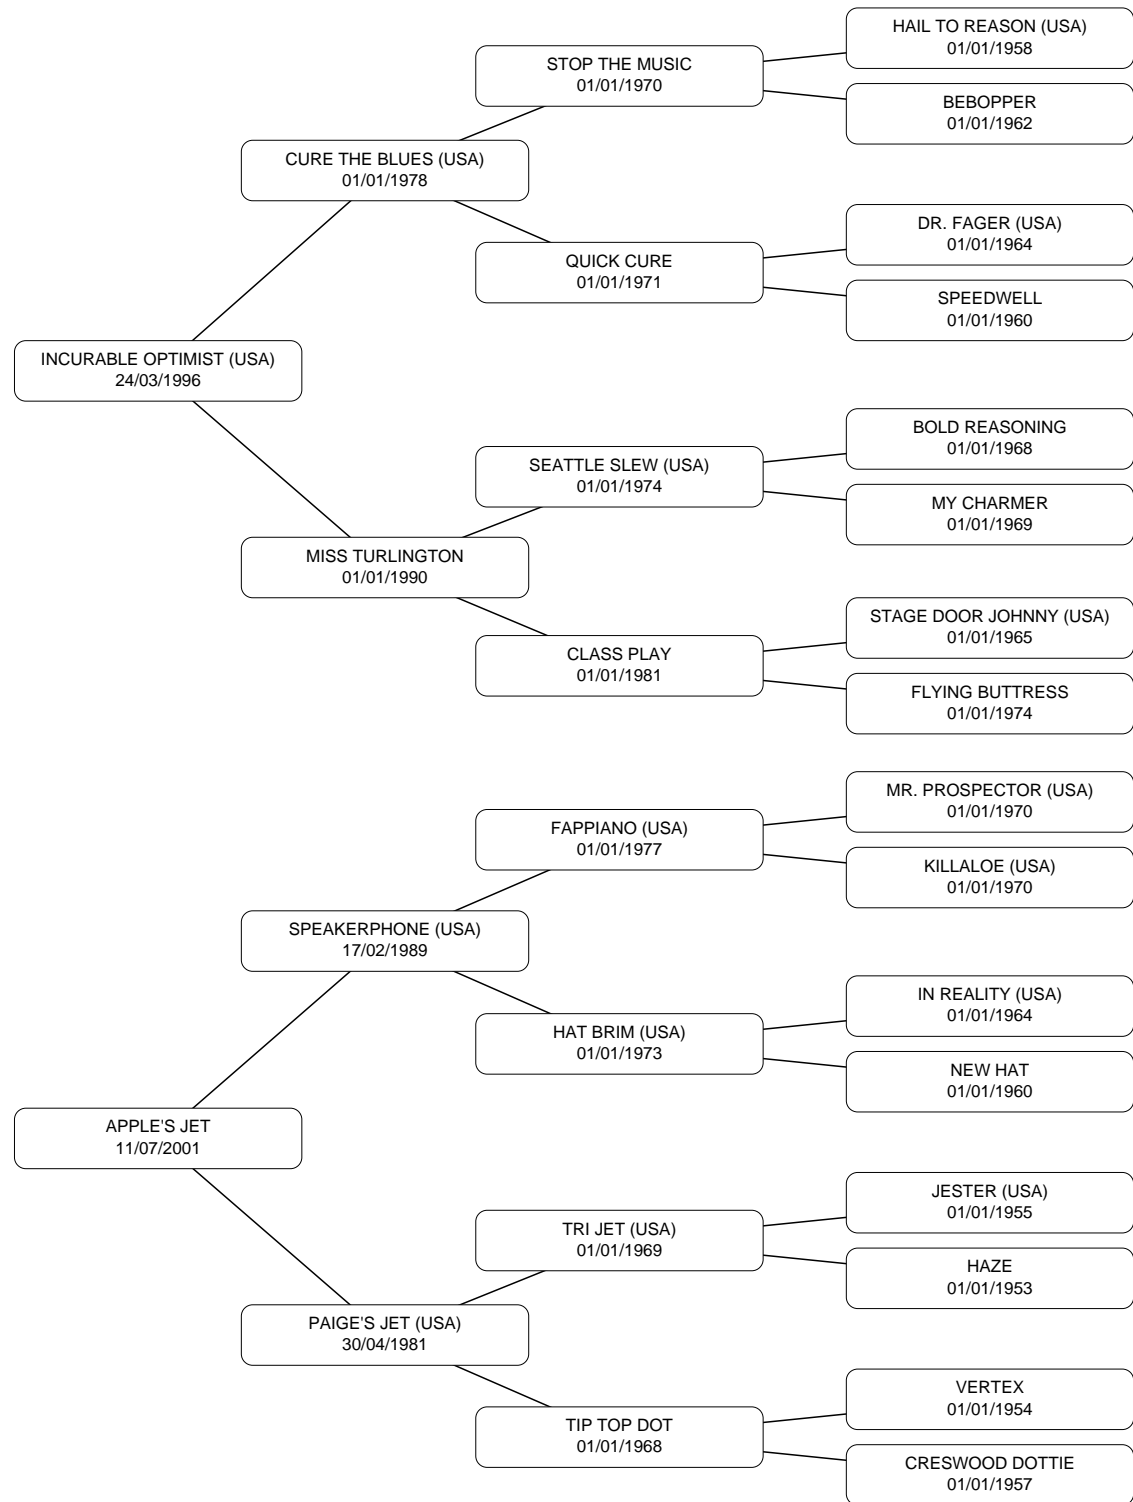 HAIL TO REASON (USA)
01/01/1958
STOP THE MUSIC
01/01/1970
BEBOPPER
01/01/1962
CURE THE BLUES (USA)
01/01/1978
DR. FAGER (USA)
01/01/1964
QUICK CURE
01/01/1971
SPEEDWELL
01/01/1960
INCURABLE OPTIMIST (USA)
24/03/1996
BOLD REASONING
01/01/1968
SEATTLE SLEW (USA)
01/01/1974
MY CHARMER
01/01/1969
MISS TURLINGTON
01/01/1990
STAGE DOOR JOHNNY (USA)
01/01/1965
CLASS PLAY
01/01/1981
FLYING BUTTRESS
01/01/1974
MR. PROSPECTOR (USA)
01/01/1970
FAPPIANO (USA)
01/01/1977
KILLALOE (USA)
01/01/1970
SPEAKERPHONE (USA)
17/02/1989
IN REALITY (USA)
01/01/1964
HAT BRIM (USA)
01/01/1973
NEW HAT
01/01/1960
APPLE'S JET
11/07/2001
JESTER (USA)
01/01/1955
TRI JET (USA)
01/01/1969
HAZE
01/01/1953
PAIGE'S JET (USA)
30/04/1981
VERTEX
01/01/1954
TIP TOP DOT
01/01/1968
CRESWOOD DOTTIE
01/01/1957